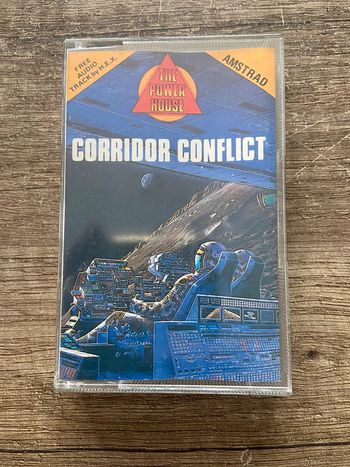 FREE
AUDIO
TRACK by H.E.X.
THE
POWER
HOUSE
AMSTRAD
CORRIDOR CONFLICT